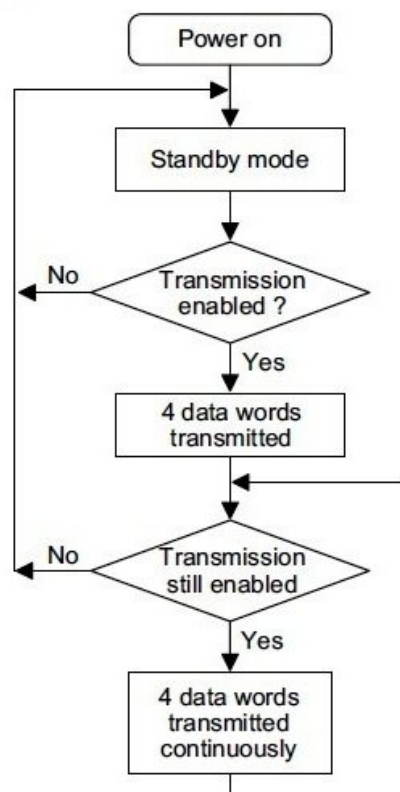 Power on
Standby mode
Transmission
enabled ?
No
Yes
4 data words
transmitted
Transmission
still enabled
No
Yes
4 data words
transmitted
continuously